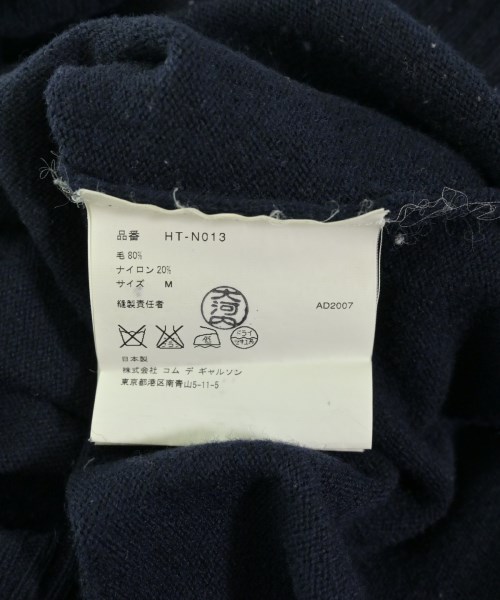 品番 HT-N013
毛 80%
ナイロン 20%
サイズ M
縫製責任者 大河内 AD2007
ドライ
日本製
株式会社 コム デ ギャルソン
東京都港区南青山5-11-5